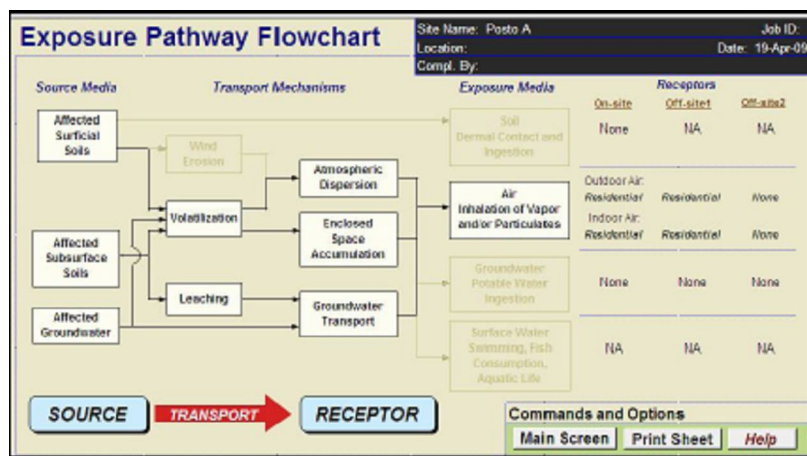 Exposure Pathway Flowchart
Site Name: Posto A
Job ID:
Location:
Date: 19-Apr-09
Compl. By:
Source Media
Transport Mechanisms
Exposure Media
Receptors
On-site
Off-site1
Off-site2
Affected
Surficial
Soils
Wind
Erosion
Soil
Dermal Contact and
Ingestion
None
NA
NA
Atmospheric
Dispersion
Volatilization
Enclosed
Space
Accumulation
Air
Inhalation of Vapor
and/or Particulates
Outdoor Air:
Residential
Residential
None
Indoor Air:
Residential
Residential
None
Affected
Subsurface
Soils
Leaching
Groundwater
Transport
Groundwater
Potable Water
Ingestion
None
None
None
Affected
Groundwater
Surface Water
Swimming, Fish
Consumption,
Aquatic Life
NA
NA
NA
SOURCE
TRANSPORT
RECEPTOR
Commands and Options
Main Screen
Print Sheet
Help